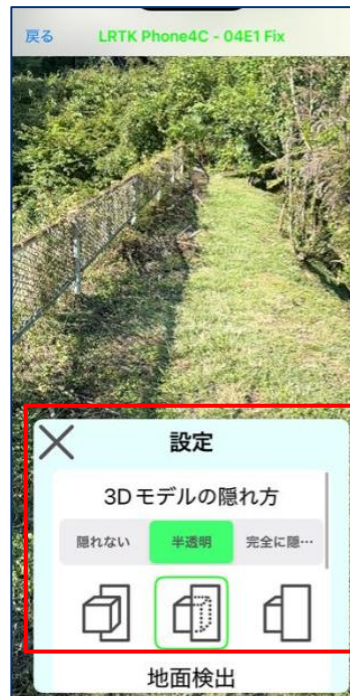 戻る LRTK Phone4C - 04E1 Fix
設定
3Dモデルの隠れ方
隠れない 半透明 完全に隠…
地面検出